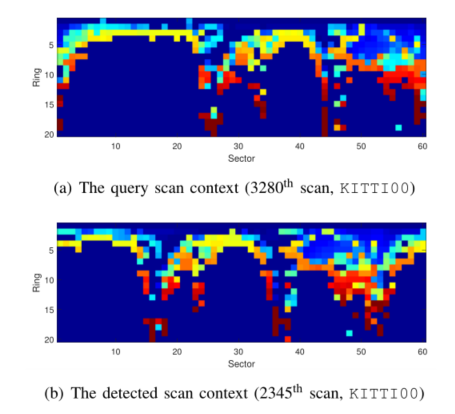 5
10
15
20
Ring
10 20 30 40 50 60
Sector
(a) The query scan context (3280th scan, KITTI00)
5
10
15
20
Ring
10 20 30 40 50 60
Sector
(b) The detected scan context (2345th scan, KITTI00)